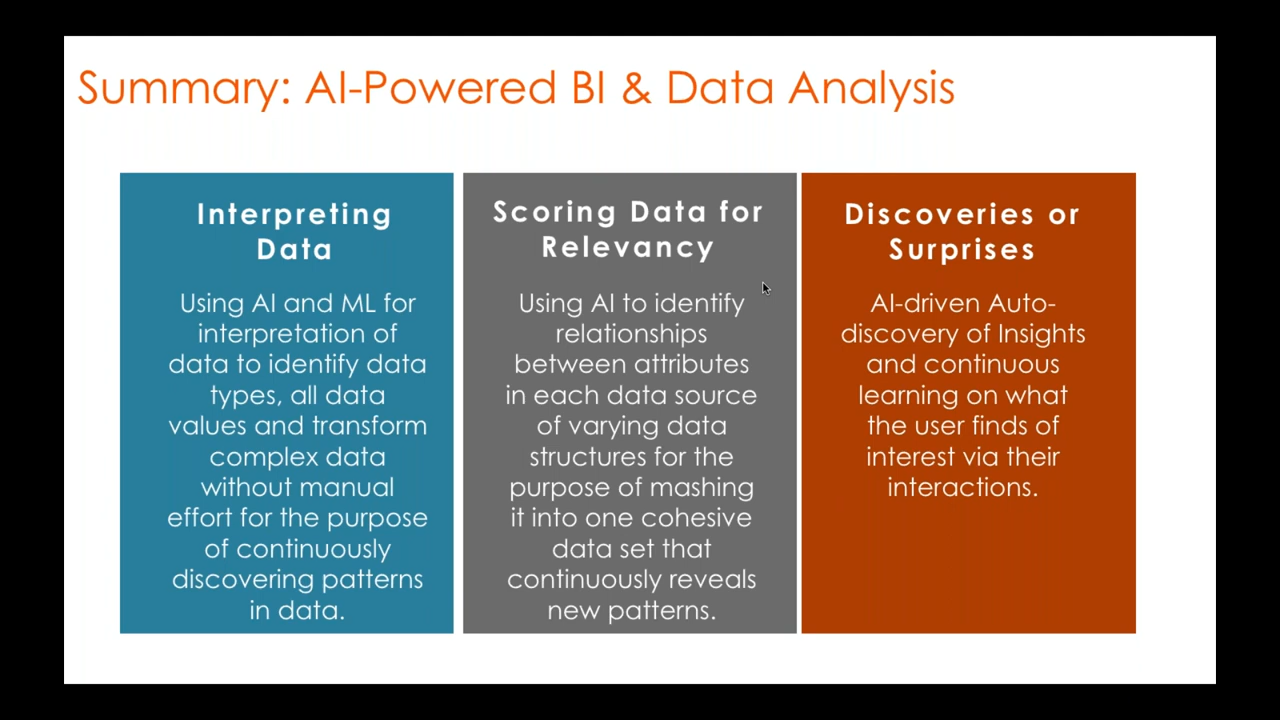 Summary: AI-Powered BI & Data Analysis
Interpreting
Data
Using AI and ML for
interpretation of
data to identify data
types, all data
values and transform
complex data
without manual
effort for the purpose
of continuously
discovering patterns
in data.
Scoring Data for
Relevancy
Using AI to identify
relationships
between attributes
in each data source
of varying data
structures for the
purpose of mashing
it into one cohesive
data set that
continuously reveals
new patterns.
Discoveries or
Surprises
AI-driven Auto-
discovery of Insights
and continuous
learning on what
the user finds of
interest via their
interactions.